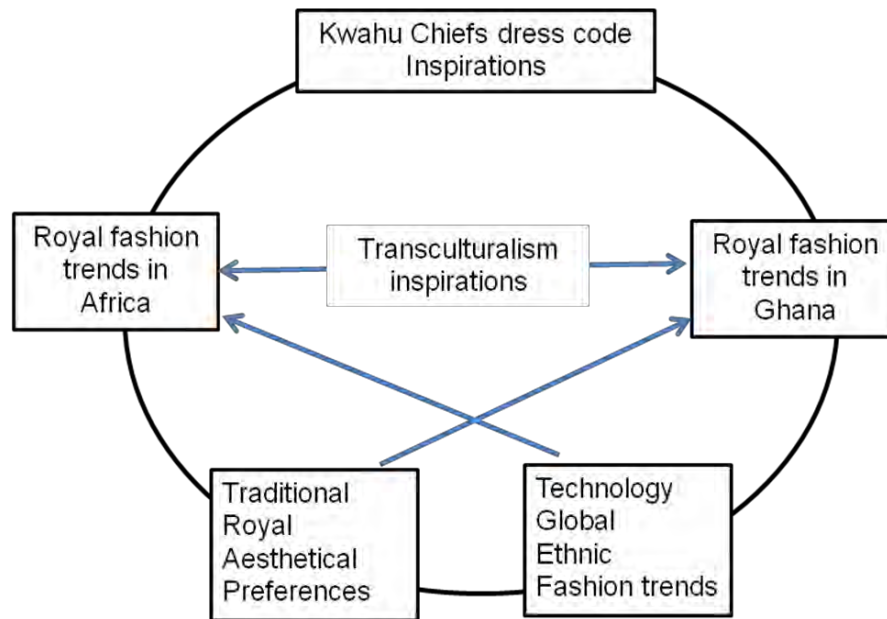 Kwahu Chiefs dress code
Inspirations
Royal fashion
trends in
Africa
Transculturalism
inspirations
Royal fashion
trends in
Ghana
Traditional
Royal
Aesthetical
Preferences
Technology
Global
Ethnic
Fashion trends